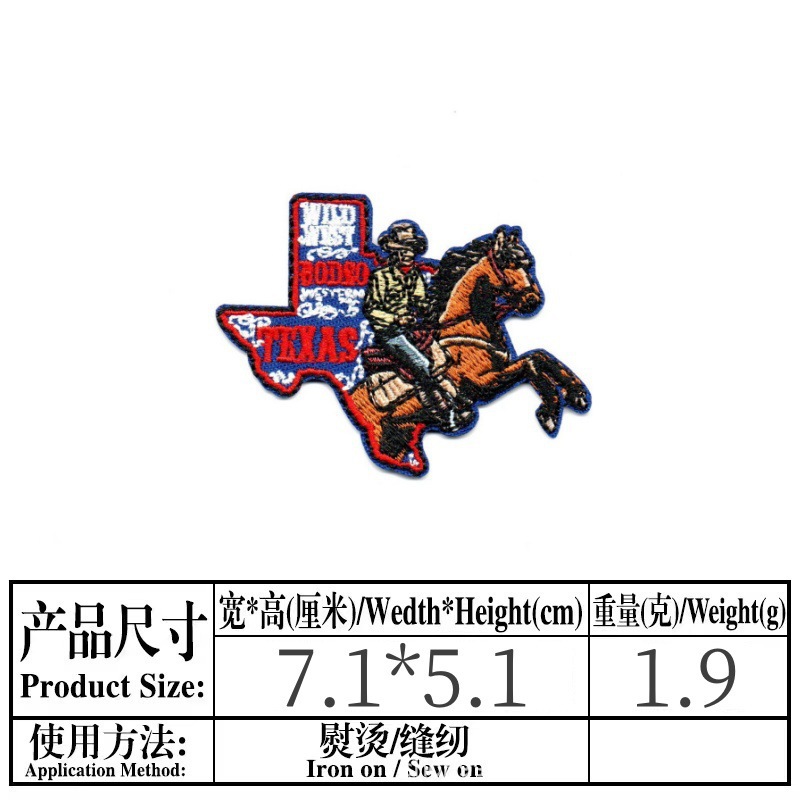 WILD
WEST
RODEO
WESTERN
TEXAS
产品尺寸
Product Size:
宽*高(厘米)/Wedth*Height(cm)
重量(克)/Weight(g)
7.1*5.1
1.9
使用方法:
Application Method:
熨烫/缝纫
Iron on / Sew on